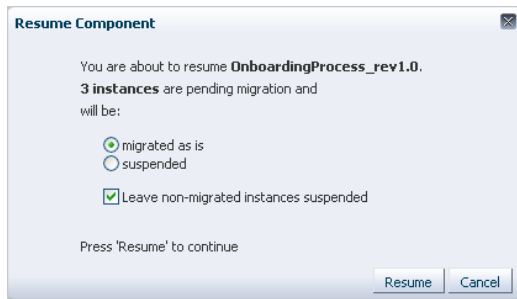 Resume Component
You are about to resume OnboardingProcess_rev1.0.
3 instances are pending migration and
will be:
migrated as is
suspended
Leave non-migrated instances suspended
Press 'Resume' to continue
Resume Cancel